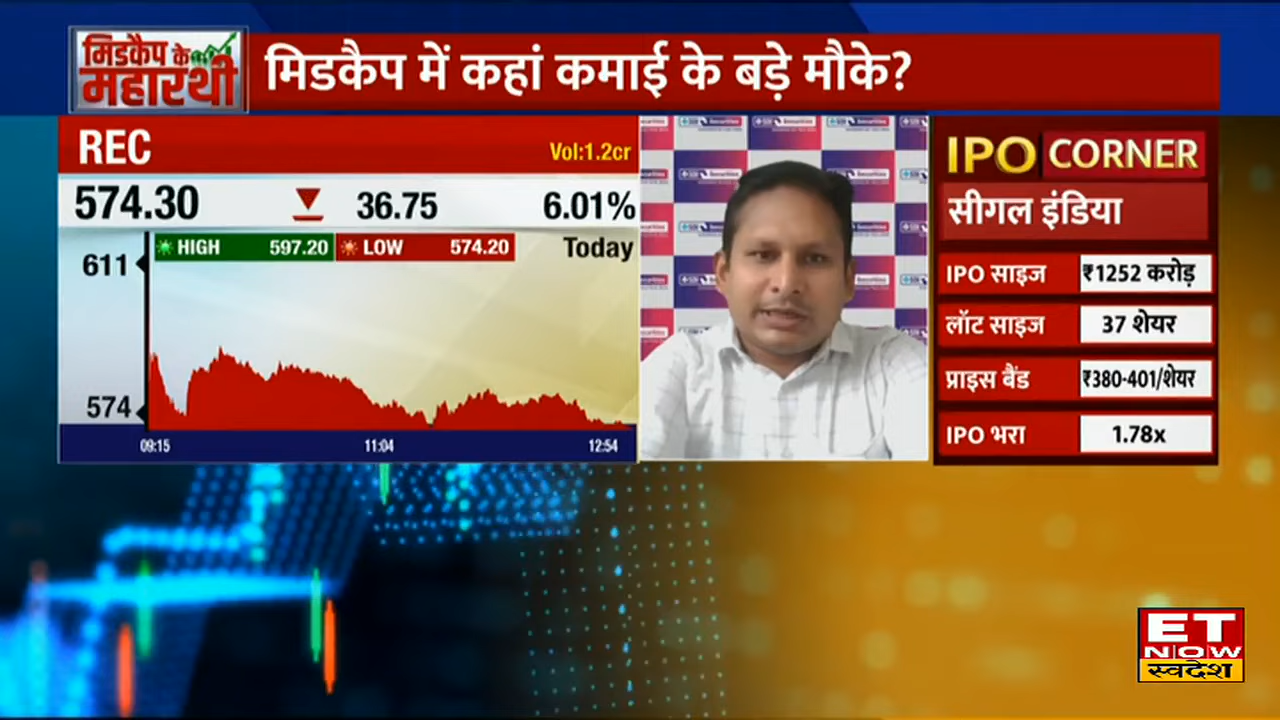 मिडकैप के
महारथी
मिडकैप में कहां कमाई के बड़े मौके?
REC
Vol:1.2cr
574.30
36.75
6.01%
HIGH 597.20
LOW 574.20
Today
611
574
09:15
11:04
12:54
IPO CORNER
सीगल इंडिया
IPO साइज ₹1252 करोड़
लॉट साइज 37 शेयर
प्राइस बैंड ₹380-401/शेयर
IPO भरा 1.78x
ET
NOW
स्वदेश